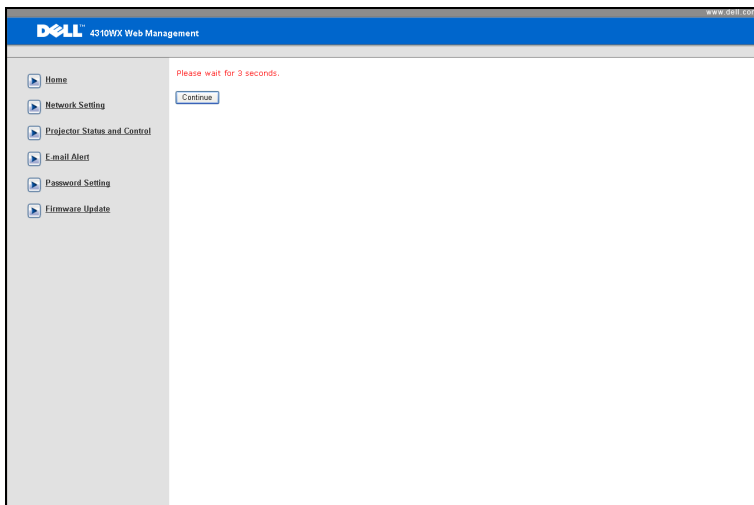 www.dell.com
DELL™ 4310WX Web Management
Home
Network Setting
Projector Status and Control
E-mail Alert
Password Setting
Firmware Update
Please wait for 3 seconds.
Continue